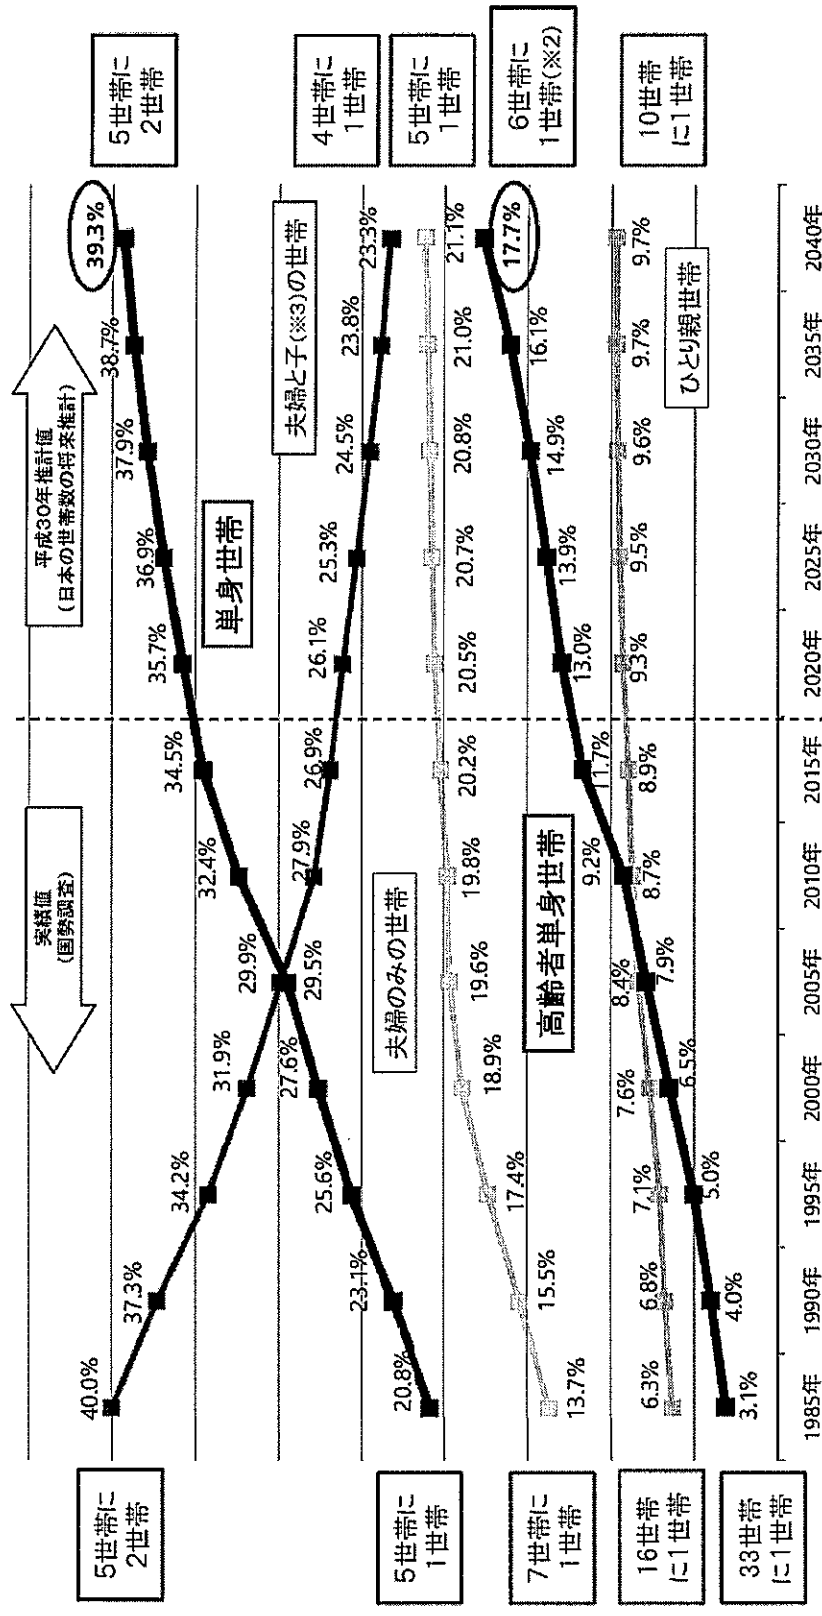 実績値
(国勢調査)
平成30年推計値
(日本の世帯数の将来推計)
5世帯に
2世帯
5世帯に
1世帯
7世帯に
1世帯
16世帯
に1世帯
33世帯
に1世帯
40.0%
37.3%
34.2%
31.9%
29.9%
27.9%
26.9%
26.1%
25.3%
24.5%
23.8%
23.3%
夫婦と子(※3)の世帯
20.8%
23.1%
25.6%
27.6%
29.5%
32.4%
34.5%
35.7%
36.9%
37.9%
38.7%
39.3%
単身世帯
13.7%
15.5%
17.4%
18.9%
19.6%
19.8%
20.2%
20.5%
20.7%
20.8%
21.0%
21.1%
夫婦のみの世帯
6.3%
6.8%
7.1%
7.6%
8.4%
8.7%
8.9%
9.3%
9.5%
9.6%
9.7%
9.7%
ひとり親世帯
3.1%
4.0%
5.0%
6.5%
7.9%
9.2%
11.7%
13.0%
13.9%
14.9%
16.1%
17.7%
高齢者単身世帯
5世帯に
2世帯
4世帯に
1世帯
5世帯に
1世帯
6世帯に
1世帯(※2)
10世帯
に1世帯
1985年
1990年
1995年
2000年
2005年
2010年
2015年
2020年
2025年
2030年
2035年
2040年